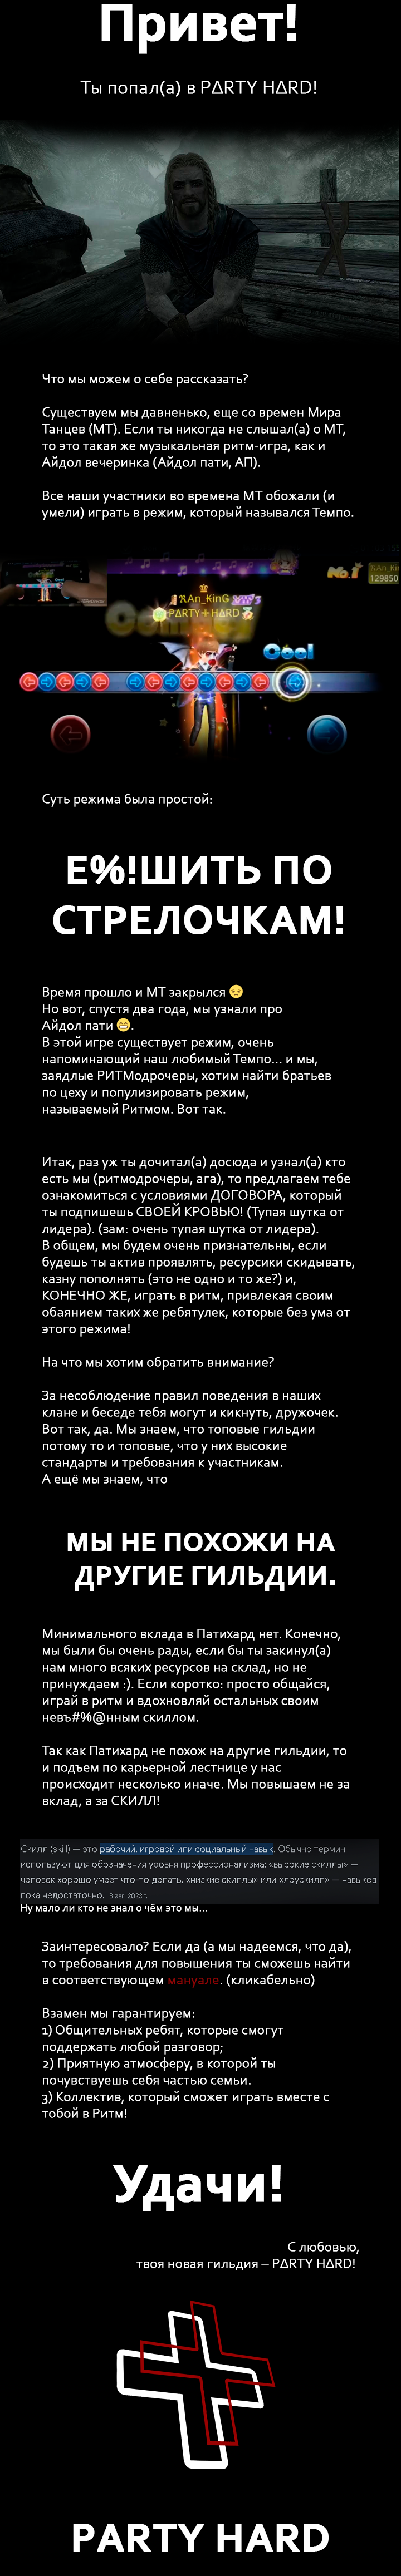 Привет!
Ты попал(а) в PΔRTY HΔRD!
Что мы можем о себе рассказать?
Существуем мы давненько, еще со времен Мира
Танцев (МТ). Если ты никогда не слышал(а) о МТ,
то это такая же музыкальная ритм-игра, как и
Айдол вечеринка (Айдол пати, АП).
Все наши участники во времена МТ обожали (и
умели) играть в режим, который назывался Темпо.
No.1
129850
PΔRTY+HΔRD
Cool
Суть режима была простой:
Е%!ШИТЬ ПО
СТРЕЛОЧКАМ!
Время прошло и МТ закрылся 😔
Но вот, спустя два года, мы узнали про
Айдол пати 😁.
В этой игре существует режим, очень
напоминающий наш любимый Темпо... и мы,
заядлые РИТМодрочеры, хотим найти братьев
по цеху и популизировать режим,
называемый Ритмом. Вот так.
Итак, раз уж ты дочитал(а) досюда и узнал(а) кто
есть мы (ритмодрочеры, ага), то предлагаем тебе
ознакомиться с условиями ДОГОВОРА, который
ты подпишешь СВОЕЙ КРОВЬЮ! (Тупая шутка от
лидера). (зам: очень тупая шутка от лидера).
В общем, мы будем очень признательны, если
будешь ты актив проявлять, ресурсики скидывать,
казну пополнять (это не одно и то же?) и,
КОНЕЧНО ЖЕ, играть в ритм, привлекая своим
обаянием таких же ребятулек, которые без ума от
этого режима!
На что мы хотим обратить внимание?
За несоблюдение правил поведения в наших
клане и беседе тебя могут и кикнуть, дружочек.
Вот так, да. Мы знаем, что топовые гильдии
потому то и топовые, что у них высокие
стандарты и требования к участникам.
А ещё мы знаем, что
МЫ НЕ ПОХОЖИ НА
ДРУГИЕ ГИЛЬДИИ.
Минимального вклада в Патихард нет. Конечно,
мы были бы очень рады, если бы ты закинул(а)
нам много всяких ресурсов на склад, но не
принуждаем :). Если коротко: просто общайся,
играй в ритм и вдохновляй остальных своим
невъ#%@нным скиллом.
Так как Патихард не похож на другие гильдии, то
и подъем по карьерной лестнице у нас
происходит несколько иначе. Мы повышаем не за
вклад, а за СКИЛЛ!
Скилл (skill) — это рабочий, игровой или социальный навык. Обычно термин
используют для обозначения уровня профессионализма: «высокие скиллы» —
человек хорошо умеет что-то делать, «низкие скиллы» или «лоускилл» — навыков
пока недостаточно. 8 авг. 2023 г.
Ну мало ли кто не знал о чём это мы...
Заинтересовало? Если да (а мы надеемся, что да),
то требования для повышения ты сможешь найти
в соответствующем мануале. (кликабельно)
Взамен мы гарантируем:
1) Общительных ребят, которые смогут
поддержать любой разговор;
2) Приятную атмосферу, в которой ты
почувствуешь себя частью семьи.
3) Коллектив, который сможет играть вместе с
тобой в Ритм!
Удачи!
С любовью,
твоя новая гильдия – PΔRTY HΔRD!
PARTY HARD